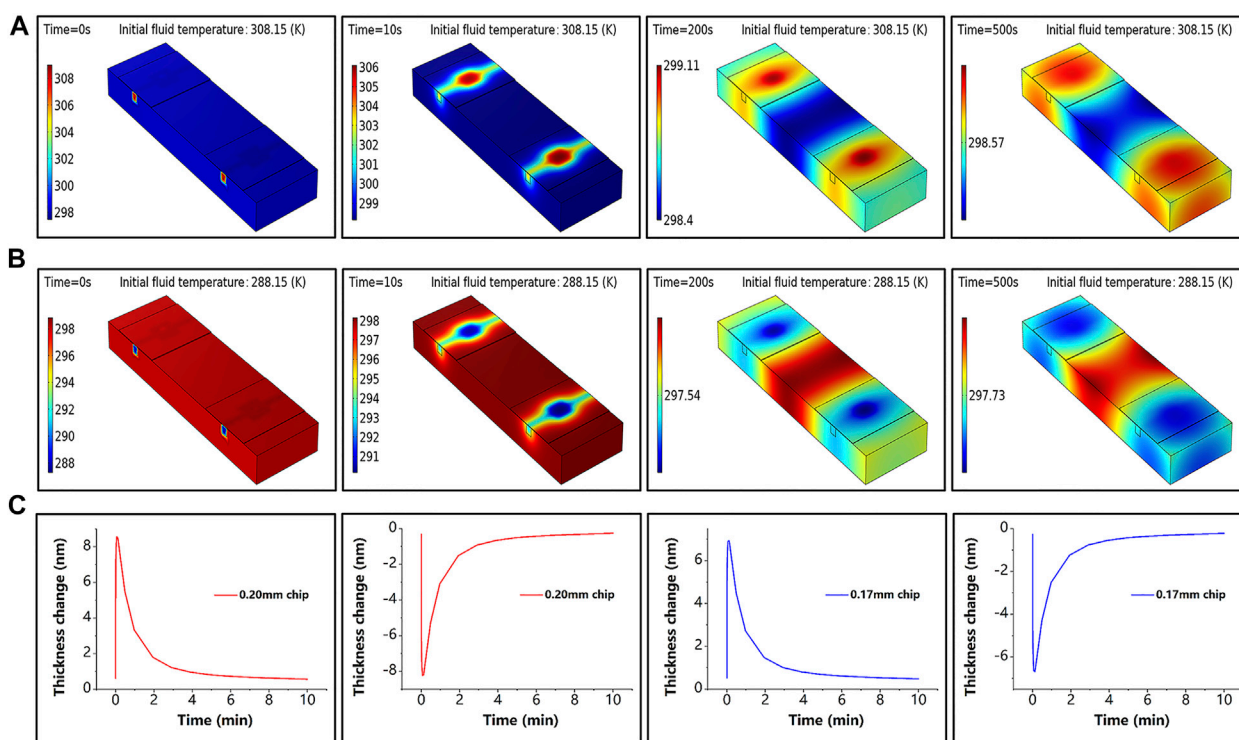 A
Time=0s Initial fluid temperature: 308.15 (K)
308
306
304
302
300
298
Time=10s Initial fluid temperature: 308.15 (K)
306
305
304
303
302
301
300
299
Time=200s Initial fluid temperature: 308.15 (K)
299.11
298.4
Time=500s Initial fluid temperature: 308.15 (K)
298.57
B
Time=0s Initial fluid temperature: 288.15 (K)
298
296
294
292
290
288
Time=10s Initial fluid temperature: 288.15 (K)
298
297
296
295
294
293
292
291
Time=200s Initial fluid temperature: 288.15 (K)
297.54
Time=500s Initial fluid temperature: 288.15 (K)
297.73
C
Thickness change (nm)
8
6
4
2
0
0.20mm chip
0 2 4 6 8 10
Time (min)
Thickness change (nm)
0
-2
-4
-6
-8
0.20mm chip
0 2 4 6 8 10
Time (min)
Thickness change (nm)
6
4
2
0
0.17mm chip
0 2 4 6 8 10
Time (min)
Thickness change (nm)
0
-2
-4
-6
0.17mm chip
0 2 4 6 8 10
Time (min)